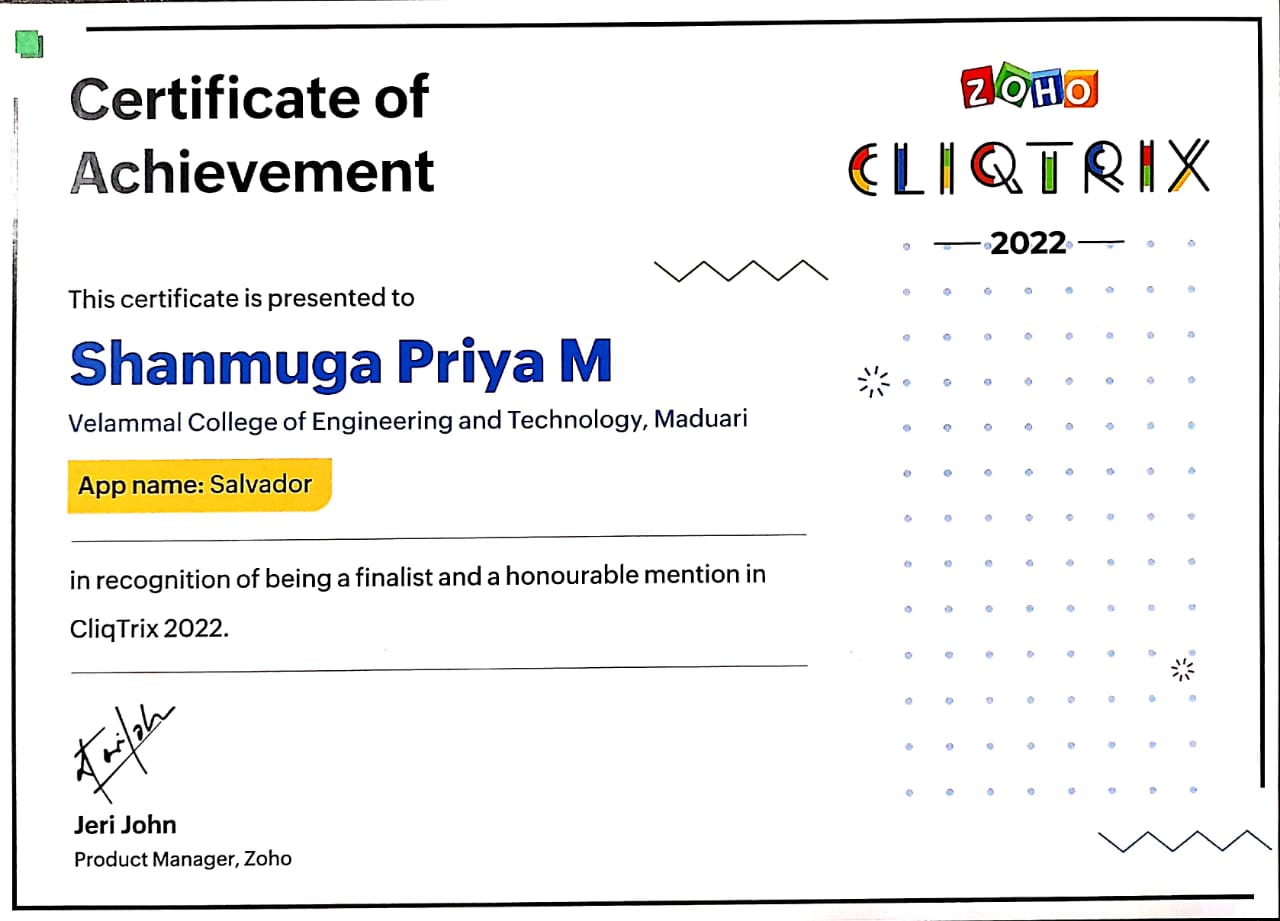 Certificate of
Achievement
ZOHO
CLIQTRIX
2022
This certificate is presented to
Shanmuga Priya M
Velammal College of Engineering and Technology, Maduari
App name: Salvador
in recognition of being a finalist and a honourable mention in
CliqTrix 2022.
Jeri John
Product Manager, Zoho